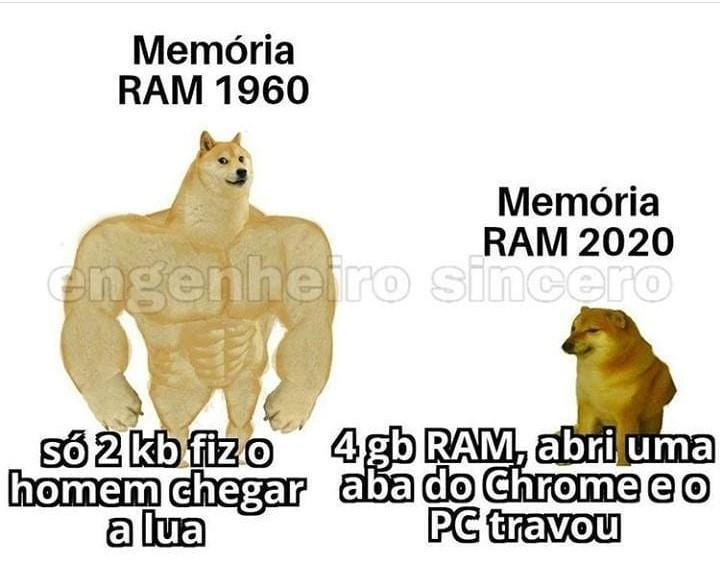 Memória
RAM 1960
Memória
RAM 2020
engenheiro sincero
só 2 kb fiz o
homem chegar
a lua
4 gb RAM, abri uma
aba do Chrome e o
PC travou